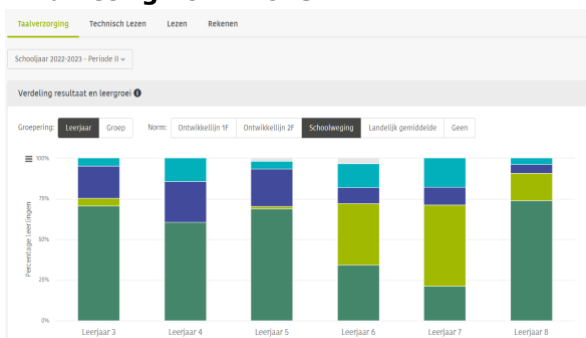 Taalverzorging Technisch Lezen Lezen Rekenen
Schooljaar 2022-2023 - Periode II
Verdeling resultaat en leergroei
Groepering: Leerjaar Groep Norm: Ontwikkellijn 1F Ontwikkellijn 2F Schoolweging Landelijk gemiddelde Geen
100%
75%
50%
25%
0%
Percentage leerlingen
Leerjaar 3 Leerjaar 4 Leerjaar 5 Leerjaar 6 Leerjaar 7 Leerjaar 8